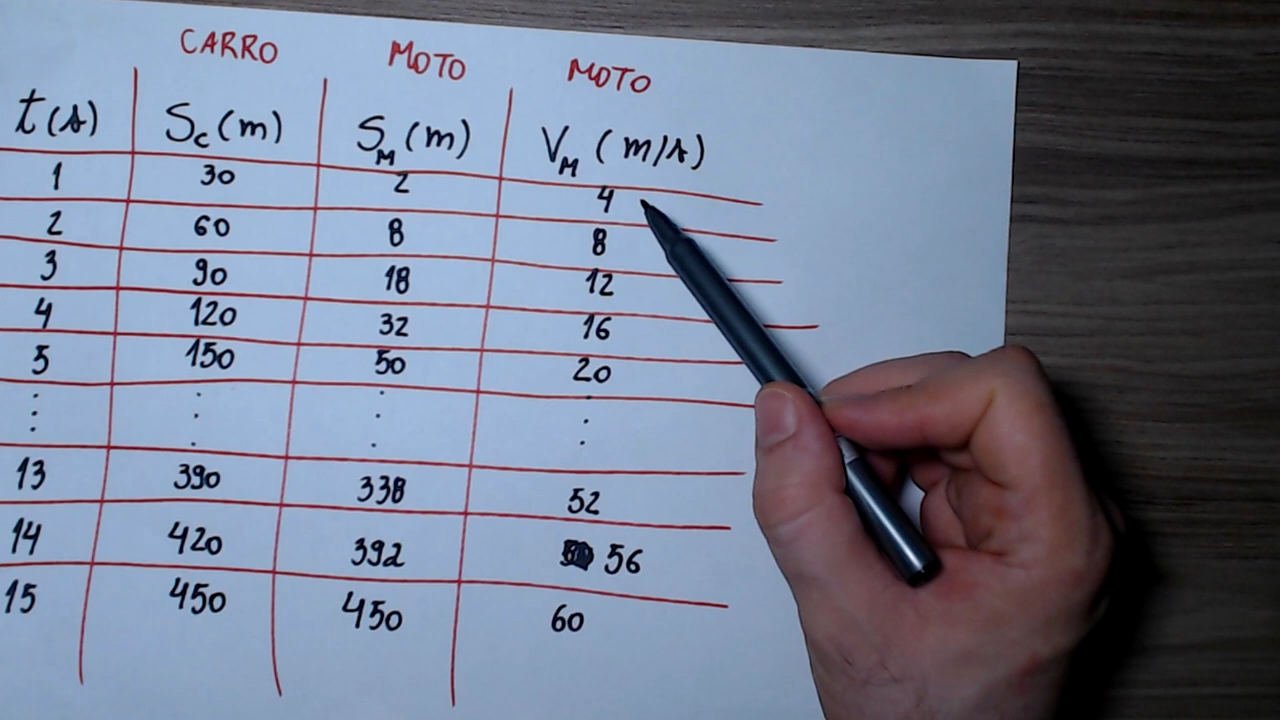 CARRO MOTO MOTO
t(s) Sc(m) SM(m) VM(m/s)
1 30 2 4
2 60 8 8
3 90 18 12
4 120 32 16
5 150 50 20
: : : :
13 390 338 52
14 420 392 56
15 450 450 60